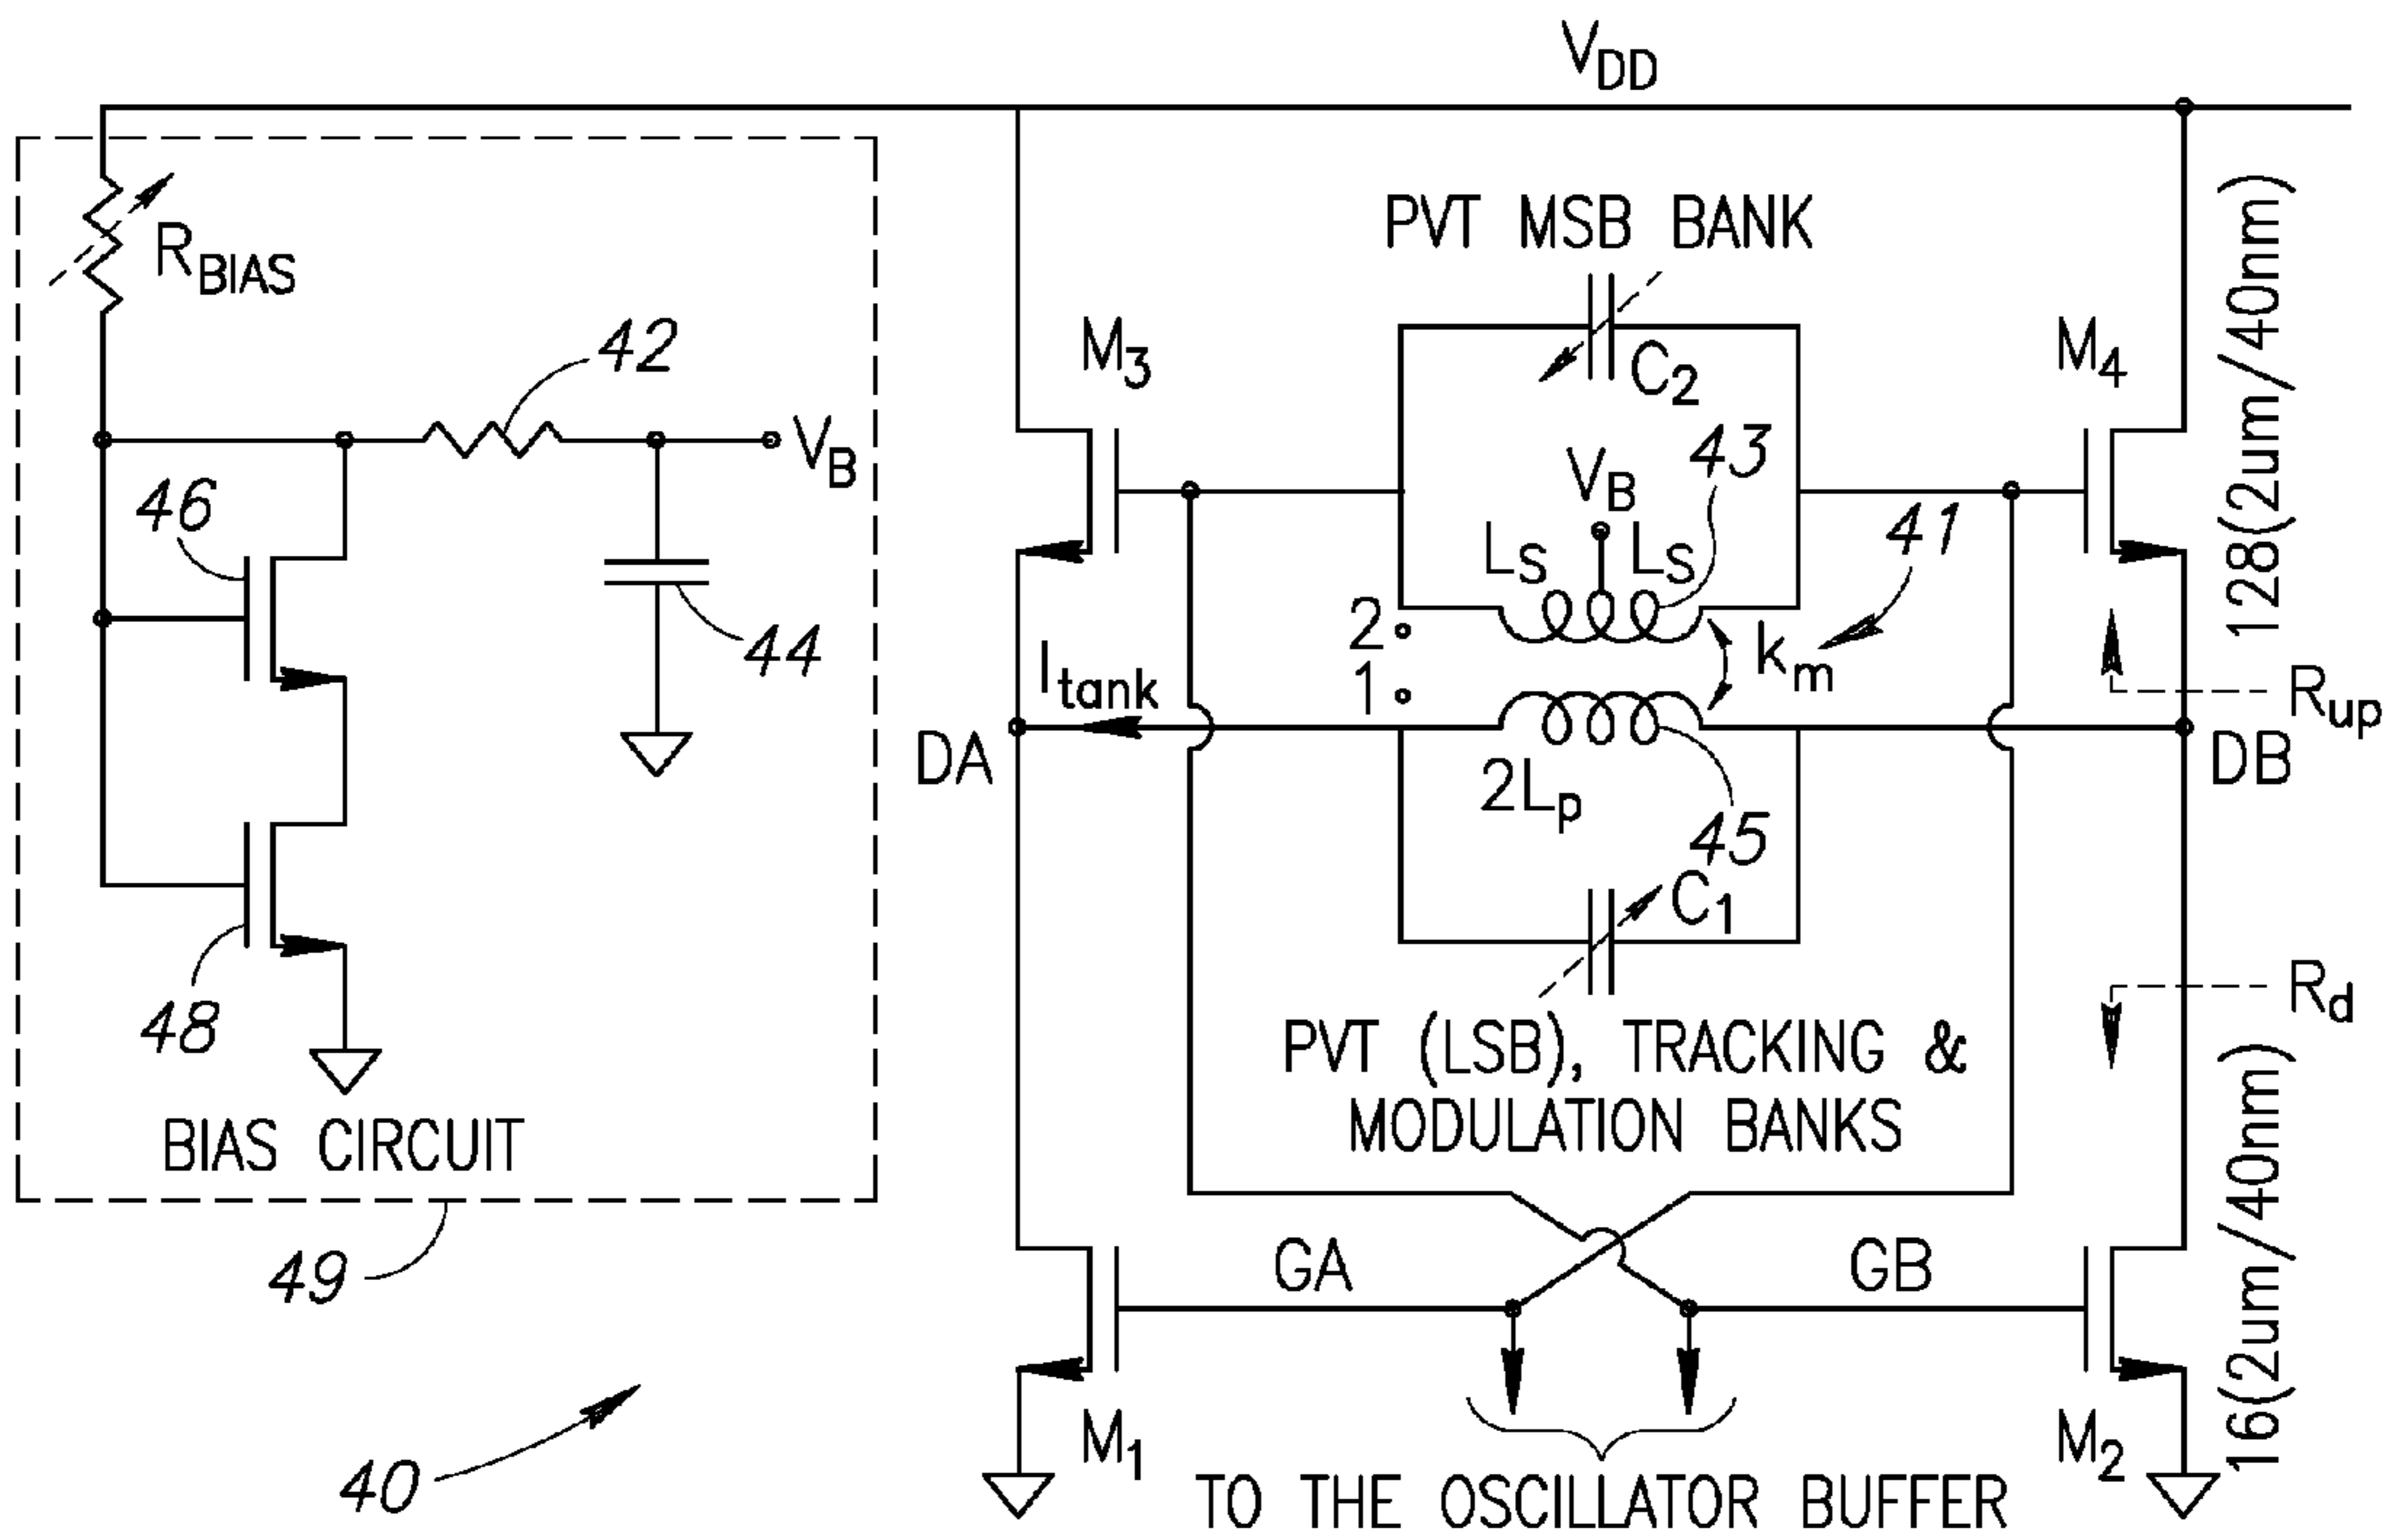 VDD
RBIAS
42
VB
46
44
48
BIAS CIRCUIT
49
40
PVT MSB BANK
C2
M3
M4
128(2um/40nm)
43
VB
LS
LS
41
2
1
km
Itank
Rup
DA
DB
2Lp
45
C1
Rd
PVT (LSB), TRACKING &
MODULATION BANKS
GA
GB
M1
M2
16(2um/40nm)
TO THE OSCILLATOR BUFFER